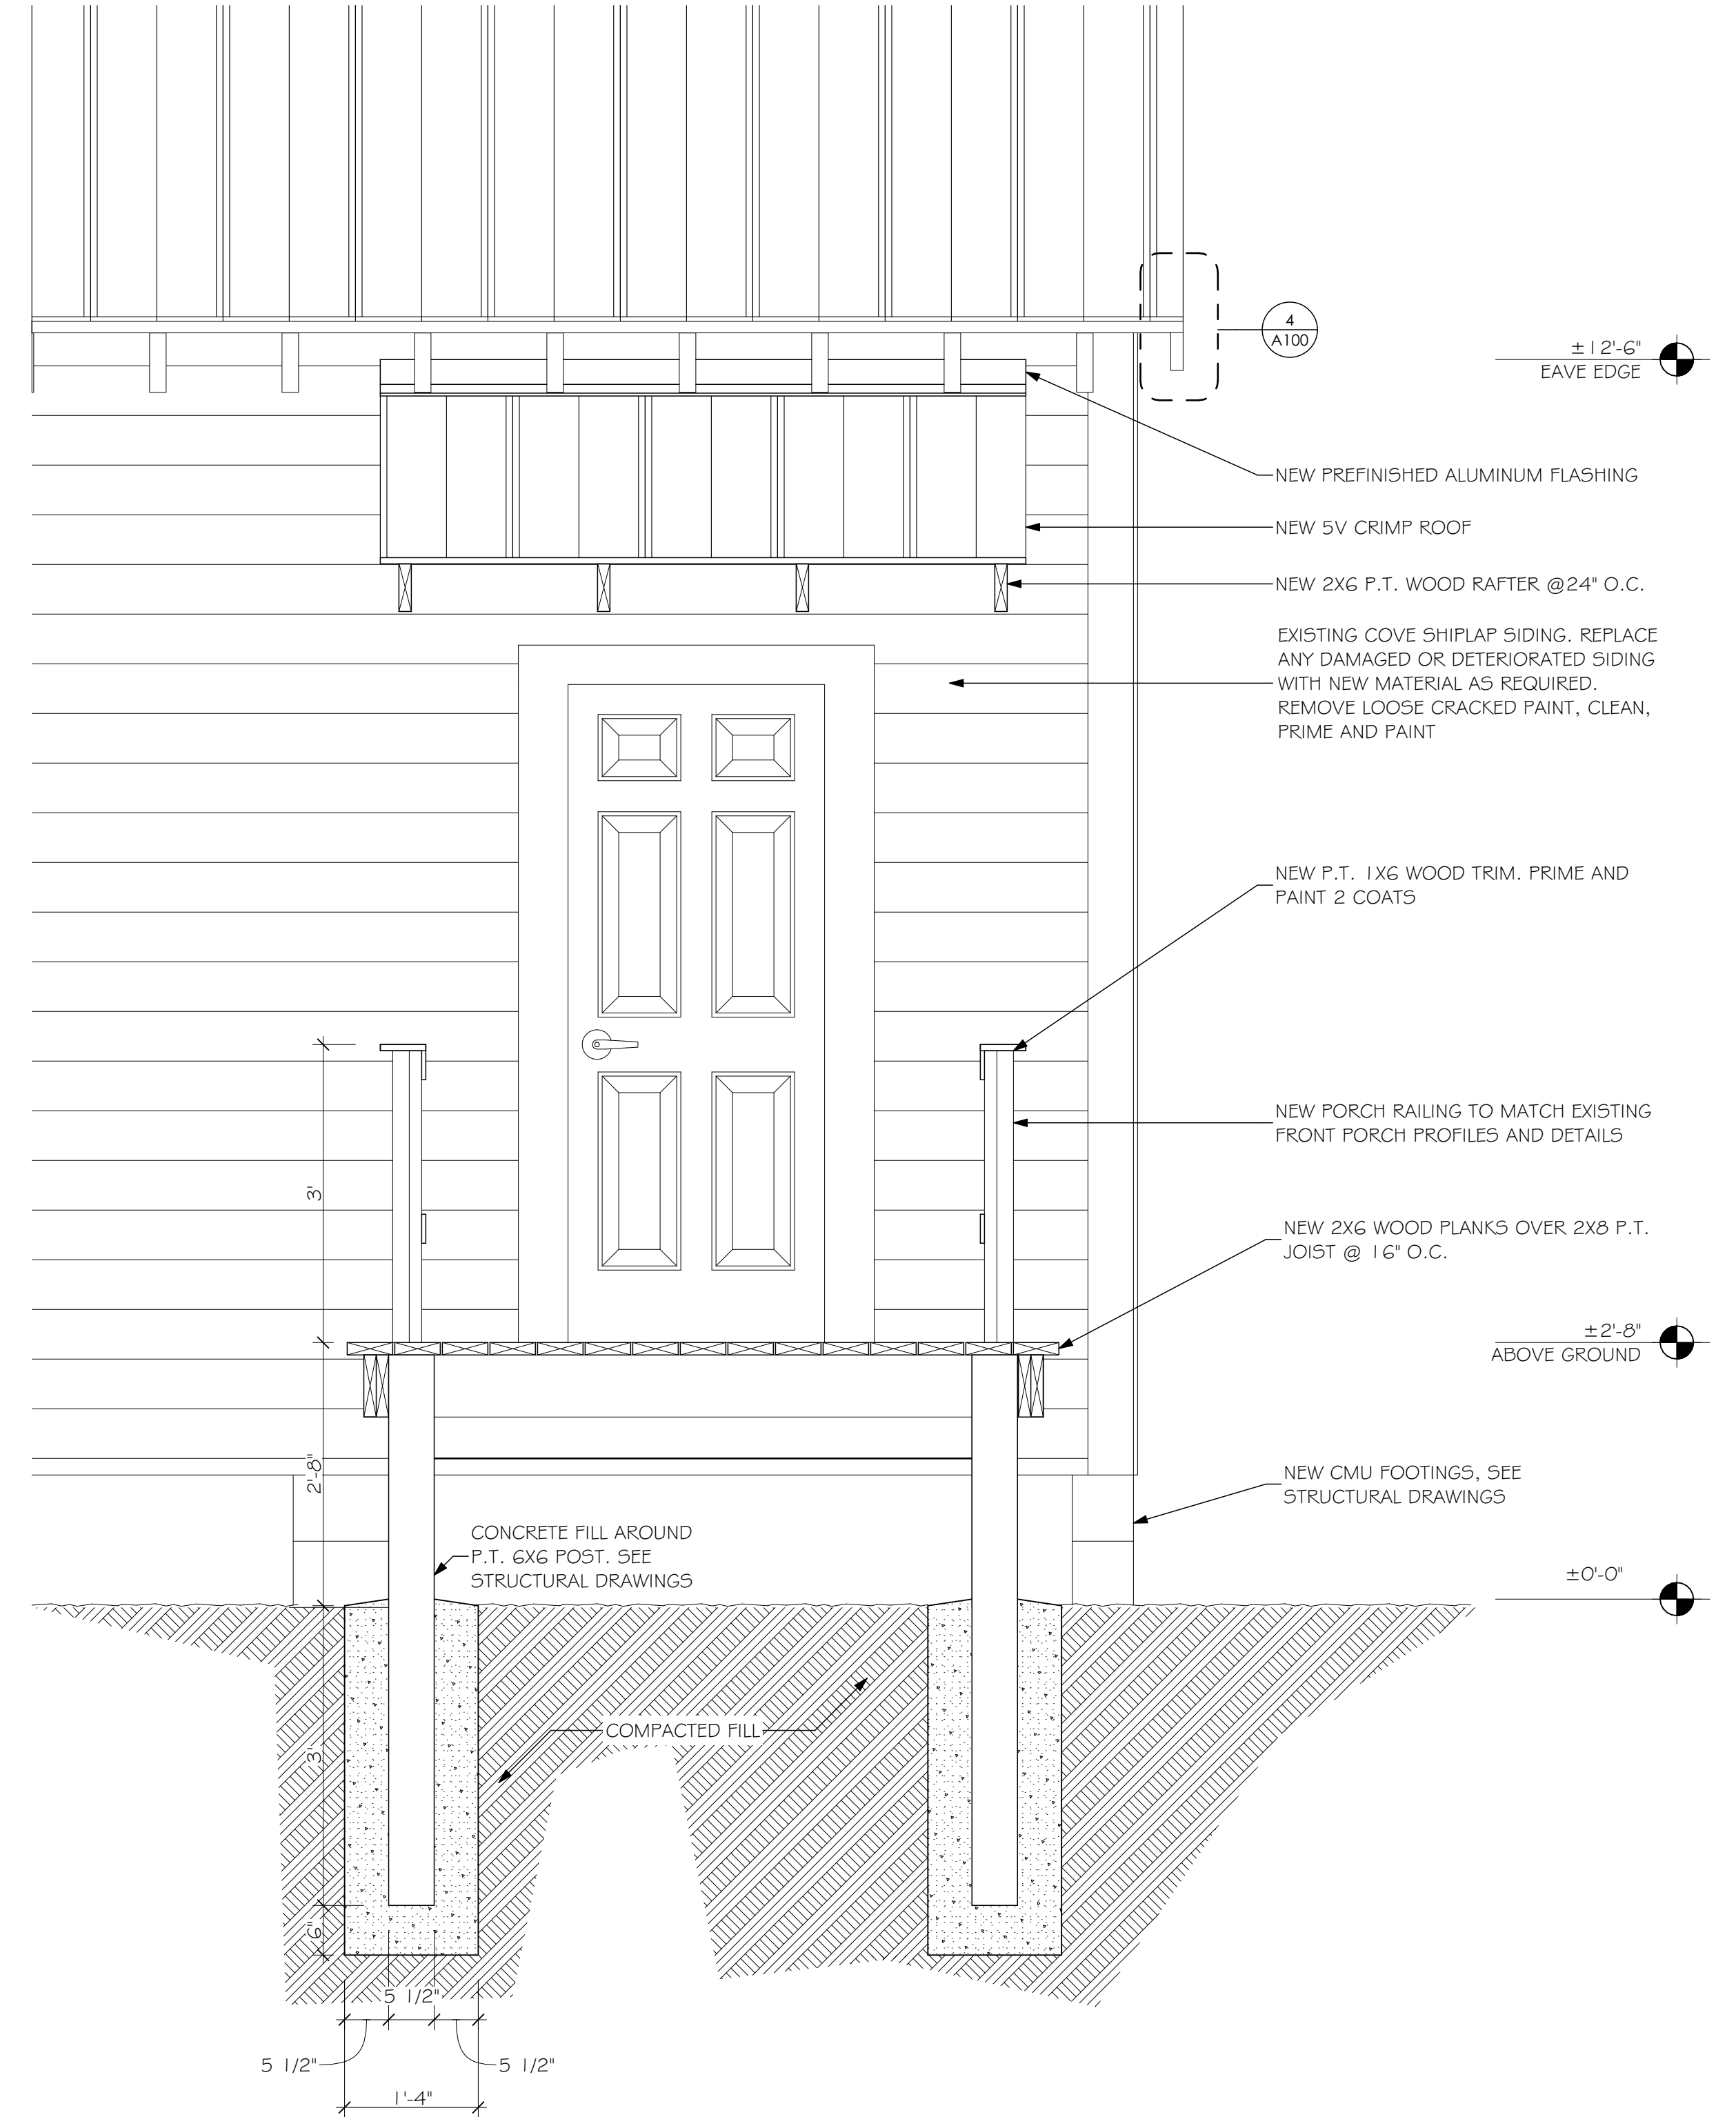 4
A100
±12'-6"
EAVE EDGE
NEW PREFINISHED ALUMINUM FLASHING
NEW 5V CRIMP ROOF
NEW 2X6 P.T. WOOD RAFTER @24" O.C.
EXISTING COVE SHIPLAP SIDING. REPLACE
ANY DAMAGED OR DETERIORATED SIDING
WITH NEW MATERIAL AS REQUIRED.
REMOVE LOOSE CRACKED PAINT, CLEAN,
PRIME AND PAINT
NEW P.T. 1X6 WOOD TRIM. PRIME AND
PAINT 2 COATS
NEW PORCH RAILING TO MATCH EXISTING
FRONT PORCH PROFILES AND DETAILS
3'
NEW 2X6 WOOD PLANKS OVER 2X8 P.T.
JOIST @ 16" O.C.
±2'-8"
ABOVE GROUND
2'-8"
NEW CMU FOOTINGS, SEE
STRUCTURAL DRAWINGS
CONCRETE FILL AROUND
P.T. 6X6 POST. SEE
STRUCTURAL DRAWINGS
±0'-0"
COMPACTED FILL
3'
6"
5 1/2"
5 1/2"
5 1/2"
1'-4"